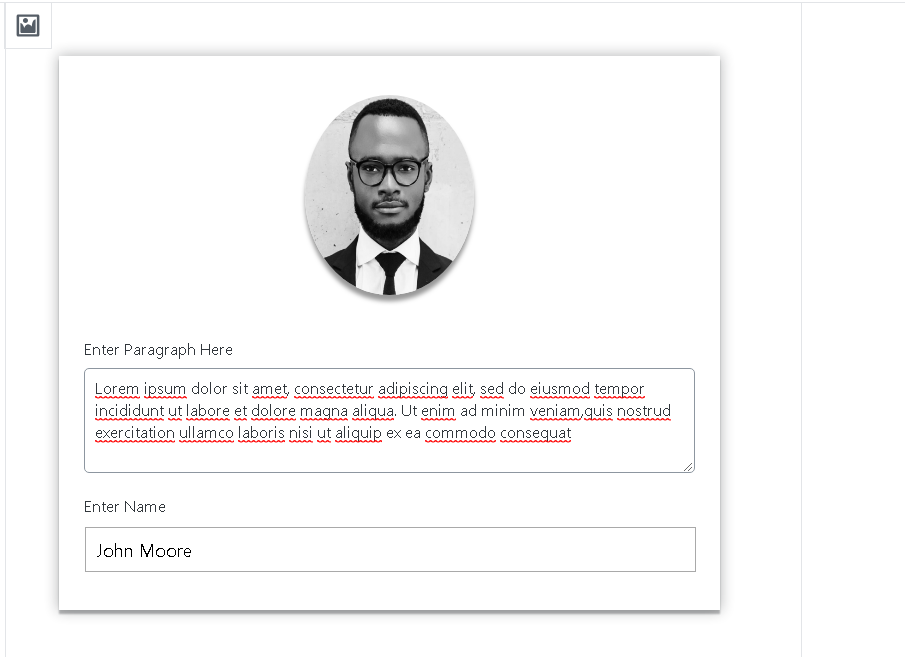 Enter Paragraph Here
Lorem ipsum dolor sit amet, consectetur adipiscing elit, sed do eiusmod tempor
incididunt ut labore et dolore magna aliqua. Ut enim ad minim veniam,quis nostrud
exercitation ullamco laboris nisi ut aliquip ex ea commodo consequat
Enter Name
John Moore